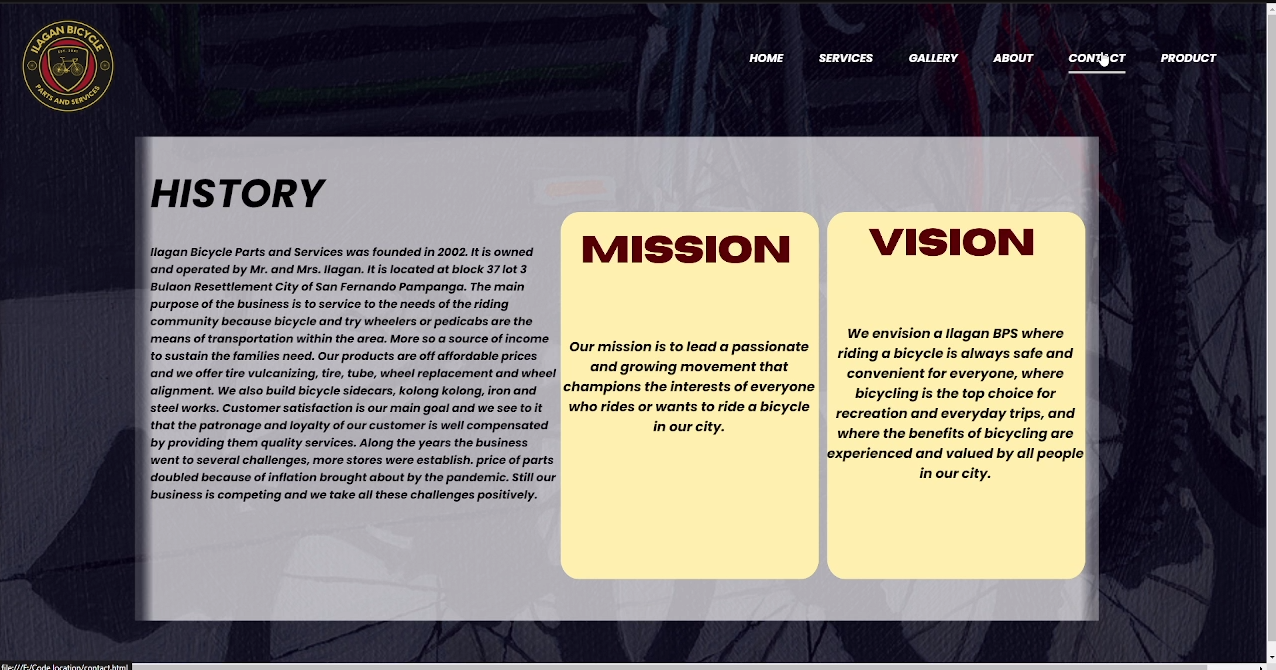 ILAGAN BICYCLE
PARTS AND SERVICES
HOME SERVICES GALLERY ABOUT CONTACT PRODUCT
HISTORY
Ilagan Bicycle Parts and Services was founded in 2002. It is owned
and operated by Mr. and Mrs. Ilagan. It is located at block 37 lot 3
Bulaon Resettlement City of San Fernando Pampanga. The main
purpose of the business is to service to the needs of the riding
community because bicycle and try wheelers or pedicabs are the
means of transportation within the area. More so a source of income
to sustain the families need. Our products are off affordable prices
and we offer tire vulcanizing, tire, tube, wheel replacement and wheel
alignment. We also build bicycle sidecars, kolong kolong, iron and
steel works. Customer satisfaction is our main goal and we see to it
that the patronage and loyalty of our customer is well compensated
by providing them quality services. Along the years the business
went to several challenges, more stores were establish. price of parts
doubled because of inflation brought about by the pandemic. Still our
business is competing and we take all these challenges positively.
MISSION
Our mission is to lead a passionate
and growing movement that
champions the interests of everyone
who rides or wants to ride a bicycle
in our city.
VISION
We envision a Ilagan BPS where
riding a bicycle is always safe and
convenient for everyone, where
bicycling is the top choice for
recreation and everyday trips, and
where the benefits of bicycling are
experienced and valued by all people
in our city.
file:///E:/Code location/contact.html